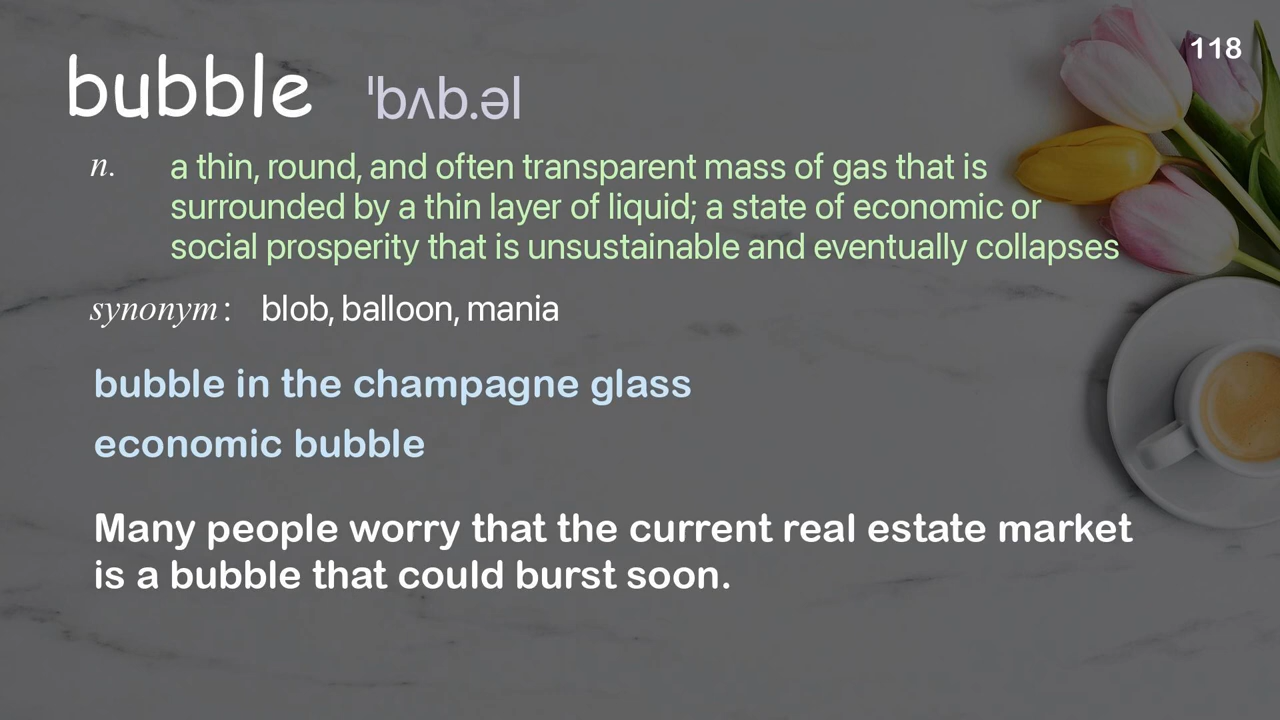 118
bubble ˈbʌb.əl
n. a thin, round, and often transparent mass of gas that is
surrounded by a thin layer of liquid; a state of economic or
social prosperity that is unsustainable and eventually collapses
synonym: blob, balloon, mania
bubble in the champagne glass
economic bubble
Many people worry that the current real estate market
is a bubble that could burst soon.